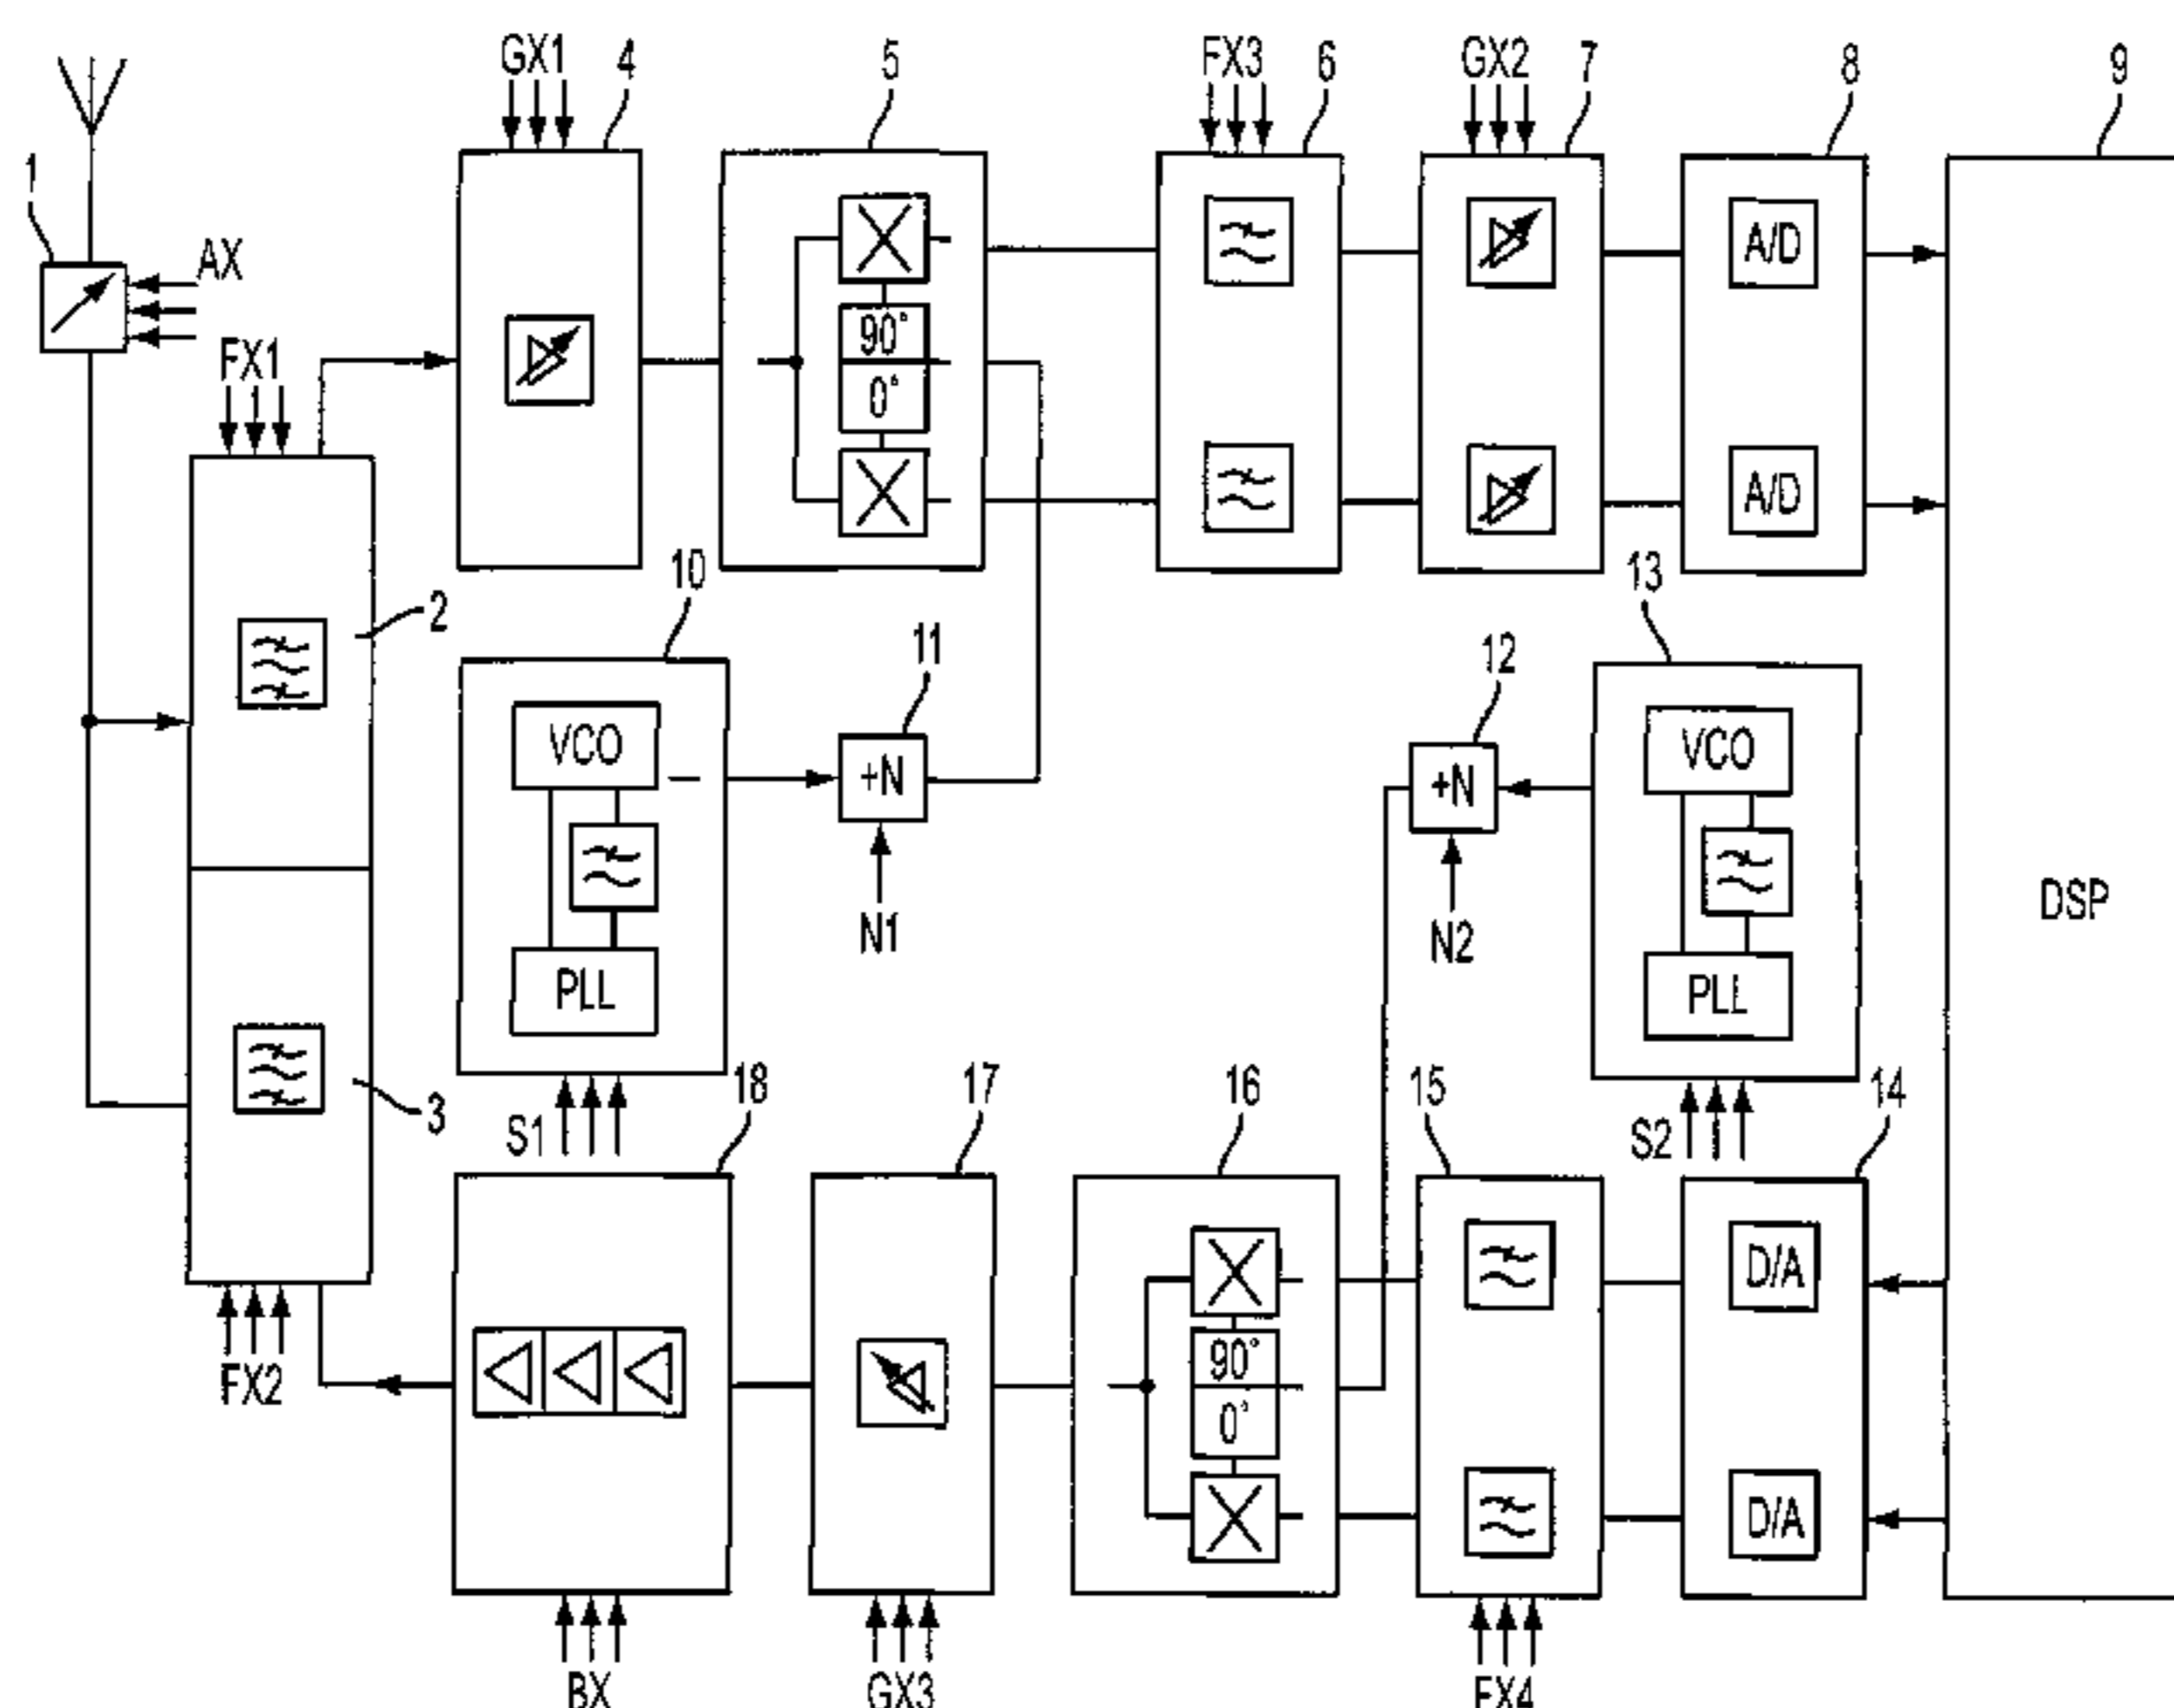 GX1
4
5
FX3
6
GX2
7
8
9
1
AX
FX1
90°
0°
A/D
A/D
2
10
11
12
13
VCO
+N
N1
PLL
+N
N2
VCO
PLL
DSP
3
S1
18
17
16
15
S2
14
FX2
90°
0°
D/A
D/A
BX
GX3
FX4